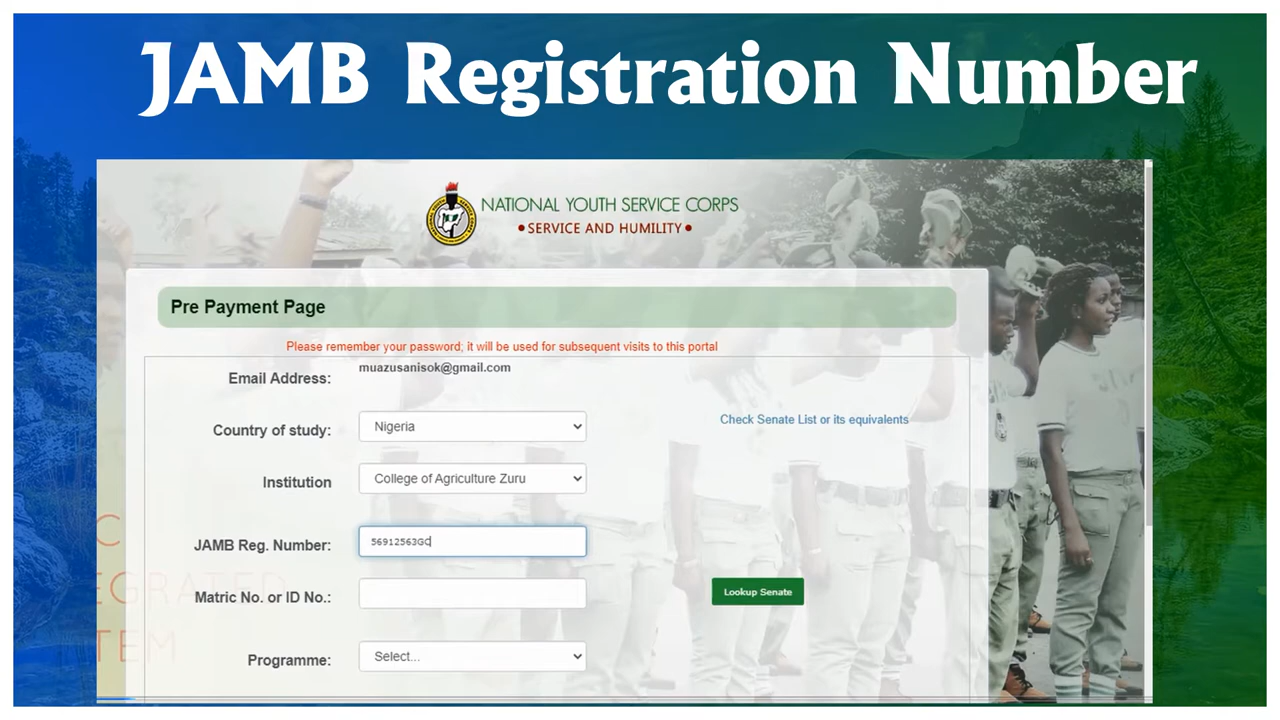 JAMB Registration Number
NATIONAL YOUTH SERVICE CORPS
•SERVICE AND HUMILITY•
Pre Payment Page
Please remember your password; it will be used for subsequent visits to this portal
Email Address: muazusanisok@gmail.com
Country of study: Nigeria
Check Senate List or its equivalents
Institution College of Agriculture Zuru
JAMB Reg. Number: 56912563GC
Matric No. or ID No.:
Lookup Senate
Programme: Select...